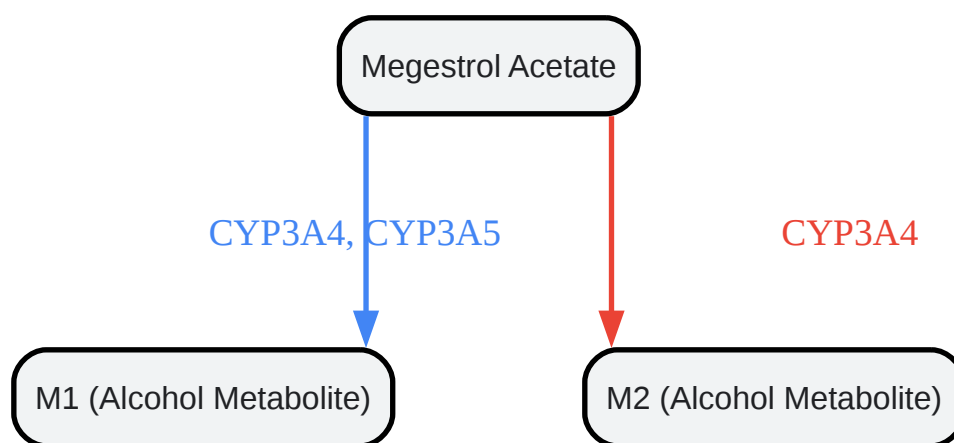 Megestrol Acetate
CYP3A4, CYP3A5
CYP3A4
M1 (Alcohol Metabolite)
M2 (Alcohol Metabolite)